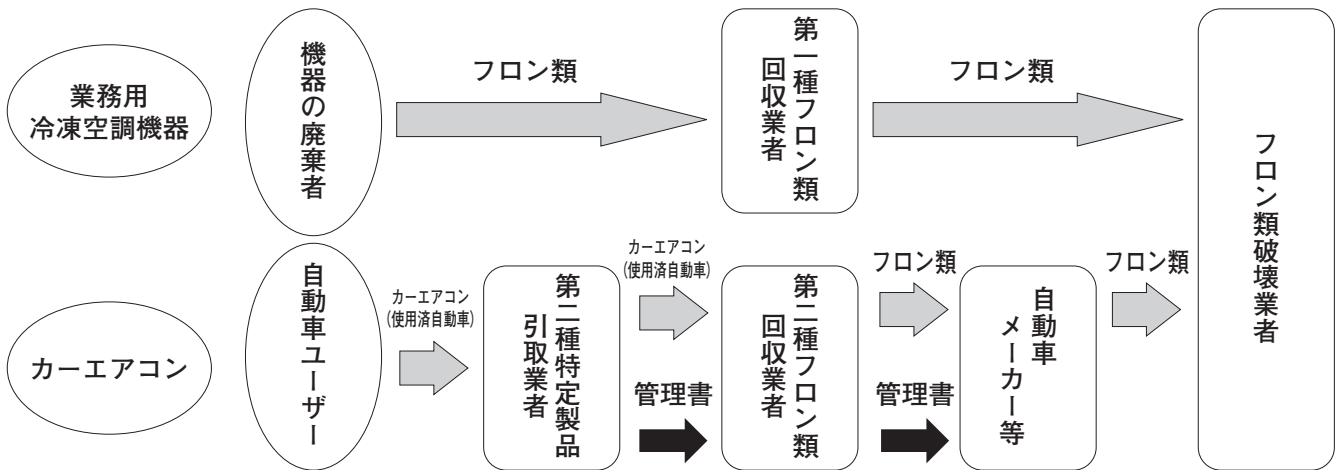 業務用
冷凍空調機器
機器の廃棄者
フロン類
第一種フロン類
回収業者
フロン類
フロン類破壊業者
カーエアコン
自動車ユーザー
カーエアコン
(使用済自動車)
第二種特定製品
引取業者
カーエアコン
(使用済自動車)
管理書
第二種フロン類
回収業者
フロン類
管理書
自動車
メーカー等
フロン類